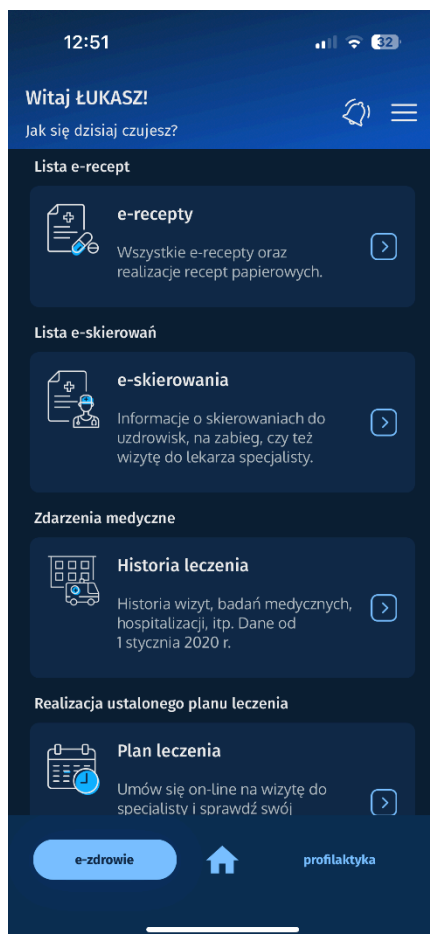 12:51
32
Witaj ŁUKASZ!
Jak się dzisiaj czujesz?
Lista e-recept
e-recepty
Wszystkie e-recepty oraz
realizacje recept papierowych.
Lista e-skierowań
e-skierowania
Informacje o skierowaniach do
uzdrowisk, na zabieg, czy też
wizytę do lekarza specjalisty.
Zdarzenia medyczne
Historia leczenia
Historia wizyt, badań medycznych,
hospitalizacji, itp. Dane od
1 stycznia 2020 r.
Realizacja ustalonego planu leczenia
Plan leczenia
Umów się on-line na wizytę do
specjalisty i sprawdź swój
e-zdrowie
profilaktyka